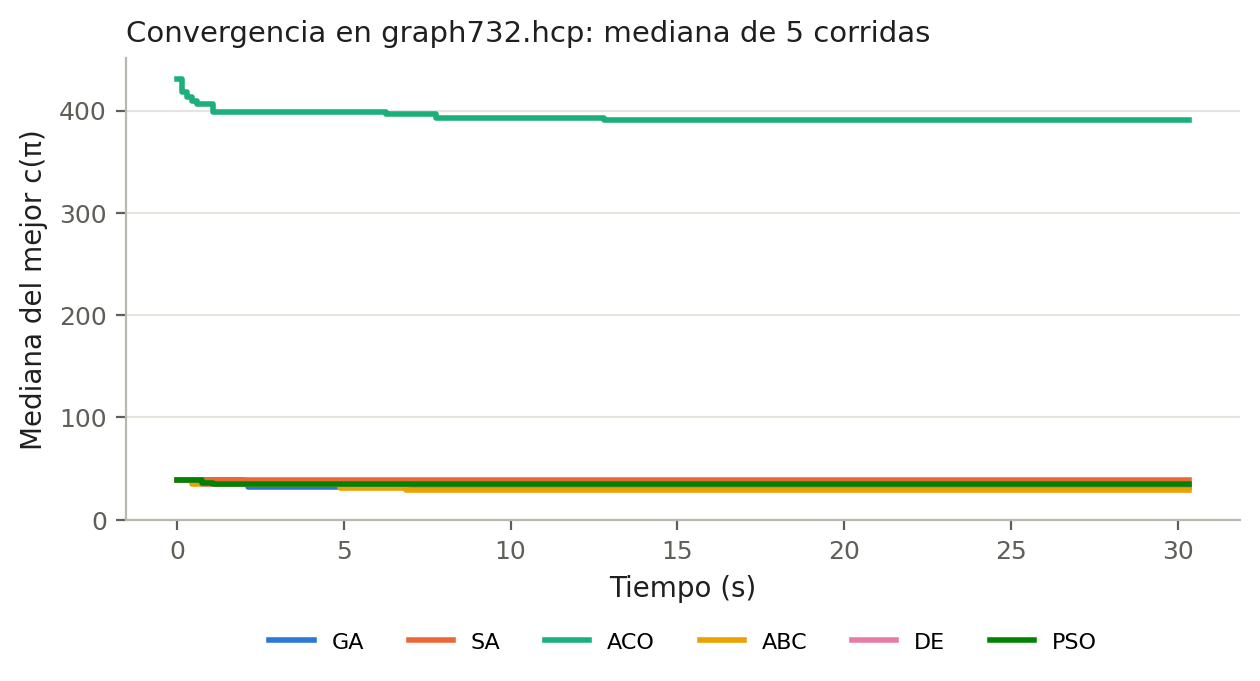 Convergencia en graph732.hcp: mediana de 5 corridas
Mediana del mejor c(π)
400
300
200
100
0
0 5 10 15 20 25 30
Tiempo (s)
GA SA ACO ABC DE PSO